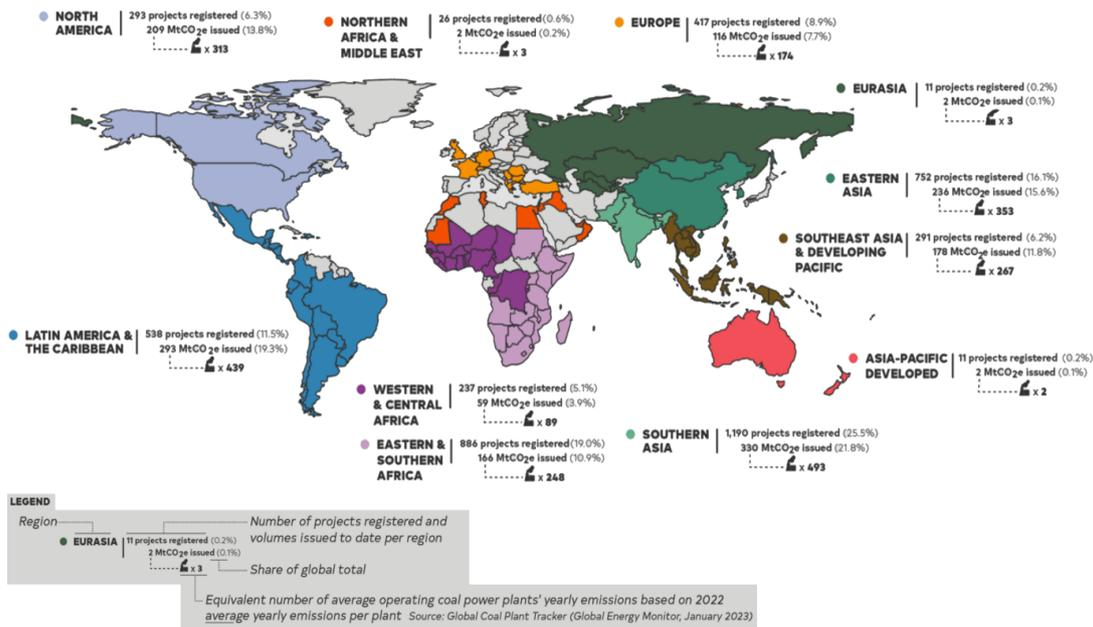 NORTH
AMERICA
293 projects registered (6.3%)
209 MtCO2e issued (13.8%)
x 313
NORTHERN
AFRICA &
MIDDLE EAST
26 projects registered (0.6%)
2 MtCO2e issued (0.2%)
x 3
EUROPE
417 projects registered (8.9%)
116 MtCO2e issued (7.7%)
x 174
EURASIA
11 projects registered (0.2%)
2 MtCO2e issued (0.1%)
x 3
EASTERN
ASIA
752 projects registered (16.1%)
236 MtCO2e issued (15.6%)
x 353
SOUTHEAST ASIA
& DEVELOPING
PACIFIC
291 projects registered (6.2%)
178 MtCO2e issued (11.8%)
x 267
LATIN AMERICA &
THE CARIBBEAN
538 projects registered (11.5%)
293 MtCO2e issued (19.3%)
x 439
ASIA-PACIFIC
DEVELOPED
11 projects registered (0.2%)
2 MtCO2e issued (0.1%)
x 2
WESTERN
& CENTRAL
AFRICA
237 projects registered (5.1%)
59 MtCO2e issued (3.9%)
x 89
EASTERN &
SOUTHERN
AFRICA
886 projects registered (19.0%)
166 MtCO2e issued (10.9%)
x 248
SOUTHERN
ASIA
1,190 projects registered (25.5%)
330 MtCO2e issued (21.8%)
x 493
LEGEND
Region
EURASIA
11 projects registered (0.2%)
2 MtCO2e issued (0.1%)
x 3
Number of projects registered and
volumes issued to date per region
Share of global total
Equivalent number of average operating coal power plants' yearly emissions based on 2022
average yearly emissions per plant Source: Global Coal Plant Tracker (Global Energy Monitor, January 2023)